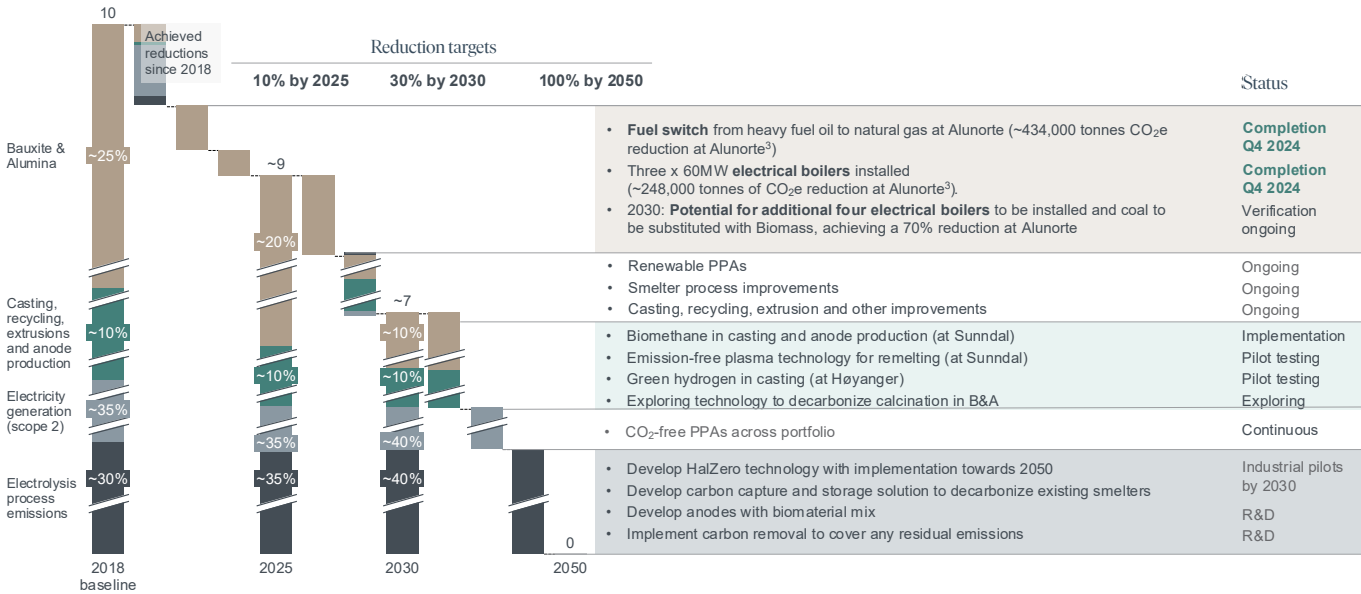 10
Achieved
reductions
since 2018
Reduction targets
10% by 2025
30% by 2030
100% by 2050
Status
Bauxite &
Alumina
~25%
~9
~20%
• Fuel switch from heavy fuel oil to natural gas at Alunorte (~434,000 tonnes CO₂e
reduction at Alunorte³)
Completion
Q4 2024
• Three x 60MW electrical boilers installed
(~248,000 tonnes of CO₂e reduction at Alunorte³).
Completion
Q4 2024
• 2030: Potential for additional four electrical boilers to be installed and coal to
be substituted with Biomass, achieving a 70% reduction at Alunorte
Verification
ongoing
• Renewable PPAs
Ongoing
• Smelter process improvements
Ongoing
• Casting, recycling, extrusion and other improvements
Ongoing
Casting,
recycling,
extrusions
and anode
production
~10%
~10%
~7
~10%
~10%
• Biomethane in casting and anode production (at Sunndal)
Implementation
• Emission-free plasma technology for remelting (at Sunndal)
Pilot testing
• Green hydrogen in casting (at Høyanger)
Pilot testing
• Exploring technology to decarbonize calcination in B&A
Exploring
Electricity
generation
(scope 2)
~35%
~35%
~40%
• CO₂-free PPAs across portfolio
Continuous
Electrolysis
process
emissions
~30%
~35%
~40%
• Develop HalZero technology with implementation towards 2050
Industrial pilots
by 2030
• Develop carbon capture and storage solution to decarbonize existing smelters
• Develop anodes with biomaterial mix
R&D
• Implement carbon removal to cover any residual emissions
R&D
0
2018
baseline
2025
2030
2050